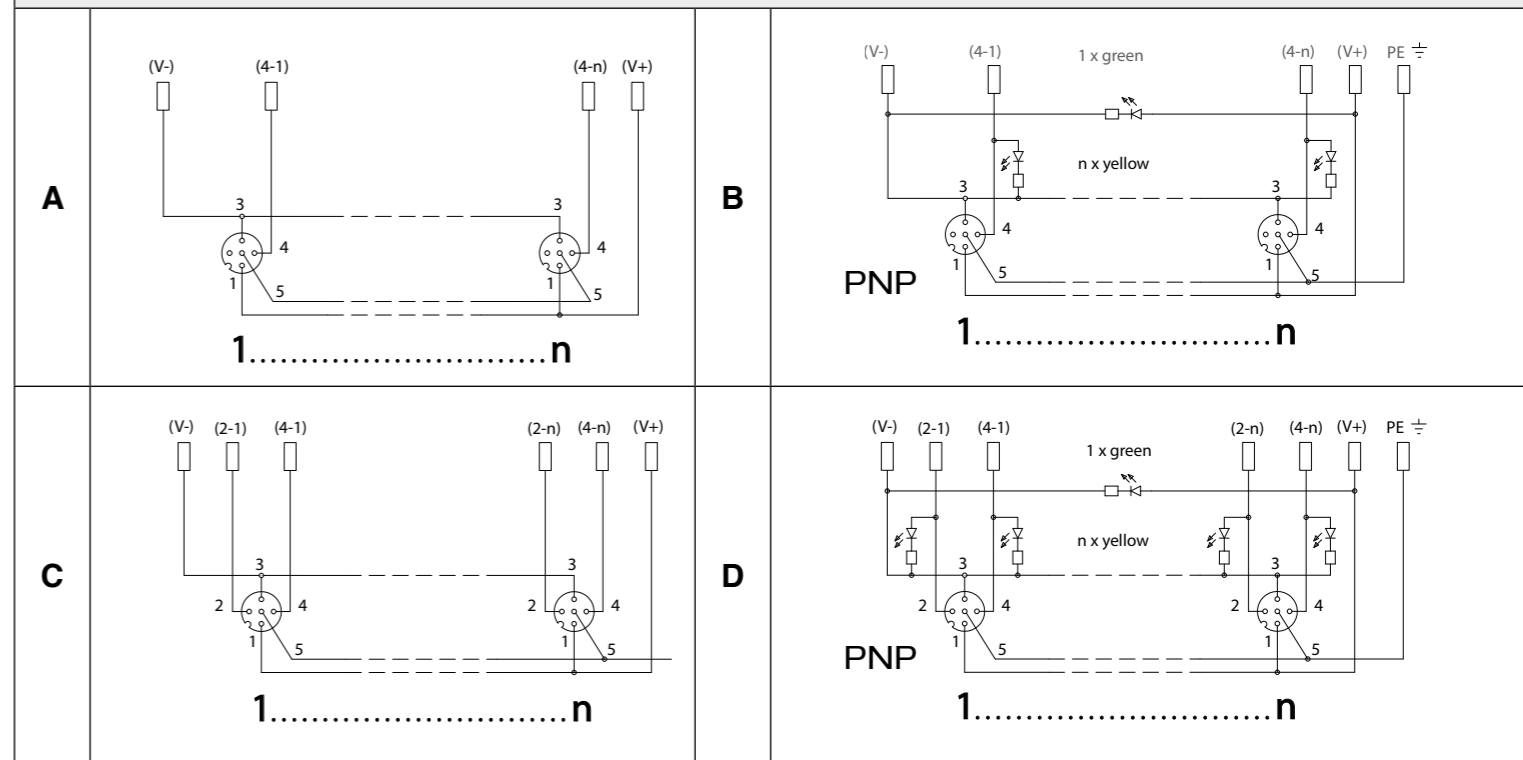 A
(V-) (4-1) (4-n) (V+)
3 3
4 4
1 5 1 5
1............................n
B
(V-) (4-1) 1 x green (4-n) (V+) PE
n x yellow
3 3
4 4
1 5 1 5
PNP
1............................n
C
(V-) (2-1) (4-1) (2-n) (4-n) (V+)
3 3
2 4 2 4
1 5 1 5
1............................n
D
(V-) (2-1) (4-1) 1 x green (2-n) (4-n) (V+) PE
n x yellow
3 3
2 4 2 4
1 5 1 5
PNP
1............................n